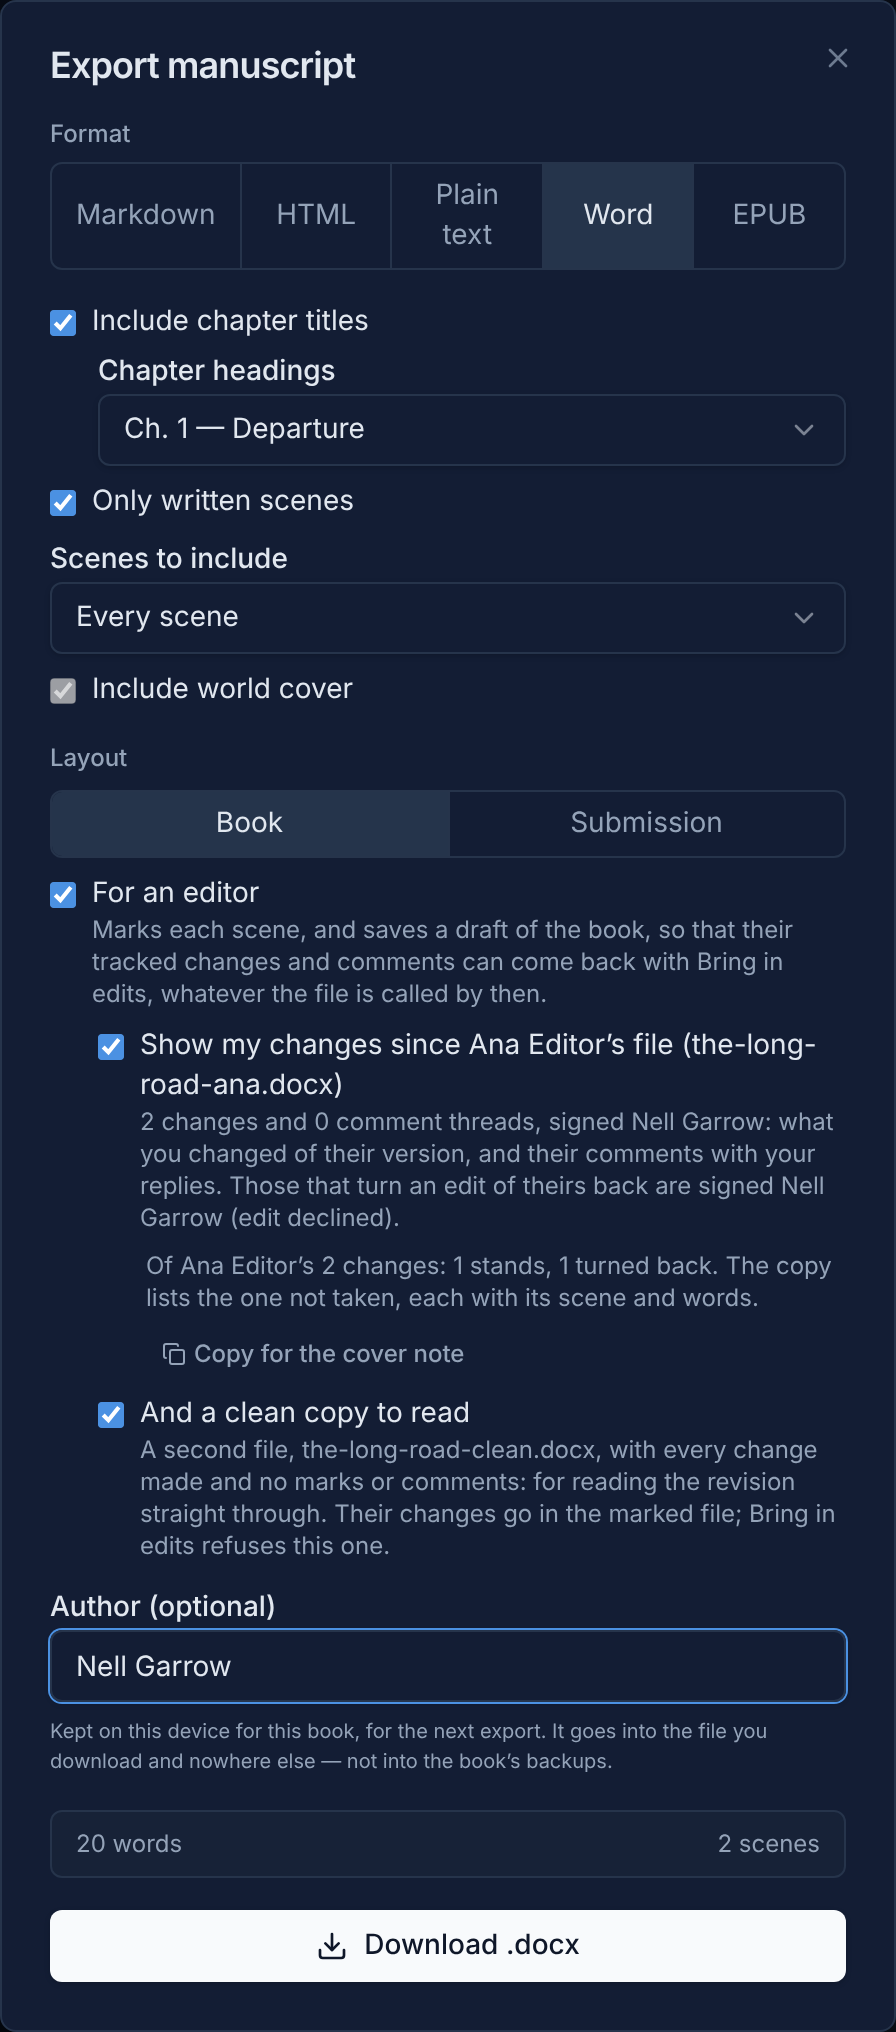 Export manuscript
Format
Markdown
HTML
Plain
text
Word
EPUB
Include chapter titles
Chapter headings
Ch. 1 — Departure
Only written scenes
Scenes to include
Every scene
Include world cover
Layout
Book
Submission
For an editor
Marks each scene, and saves a draft of the book, so that their
tracked changes and comments can come back with Bring in
edits, whatever the file is called by then.
Show my changes since Ana Editor’s file (the-long-
road-ana.docx)
2 changes and 0 comment threads, signed Nell Garrow: what
you changed of their version, and their comments with your
replies. Those that turn an edit of theirs back are signed Nell
Garrow (edit declined).
Of Ana Editor’s 2 changes: 1 stands, 1 turned back. The copy
lists the one not taken, each with its scene and words.
Copy for the cover note
And a clean copy to read
A second file, the-long-road-clean.docx, with every change
made and no marks or comments: for reading the revision
straight through. Their changes go in the marked file; Bring in
edits refuses this one.
Author (optional)
Nell Garrow
Kept on this device for this book, for the next export. It goes into the file you
download and nowhere else — not into the book’s backups.
20 words
2 scenes
Download .docx